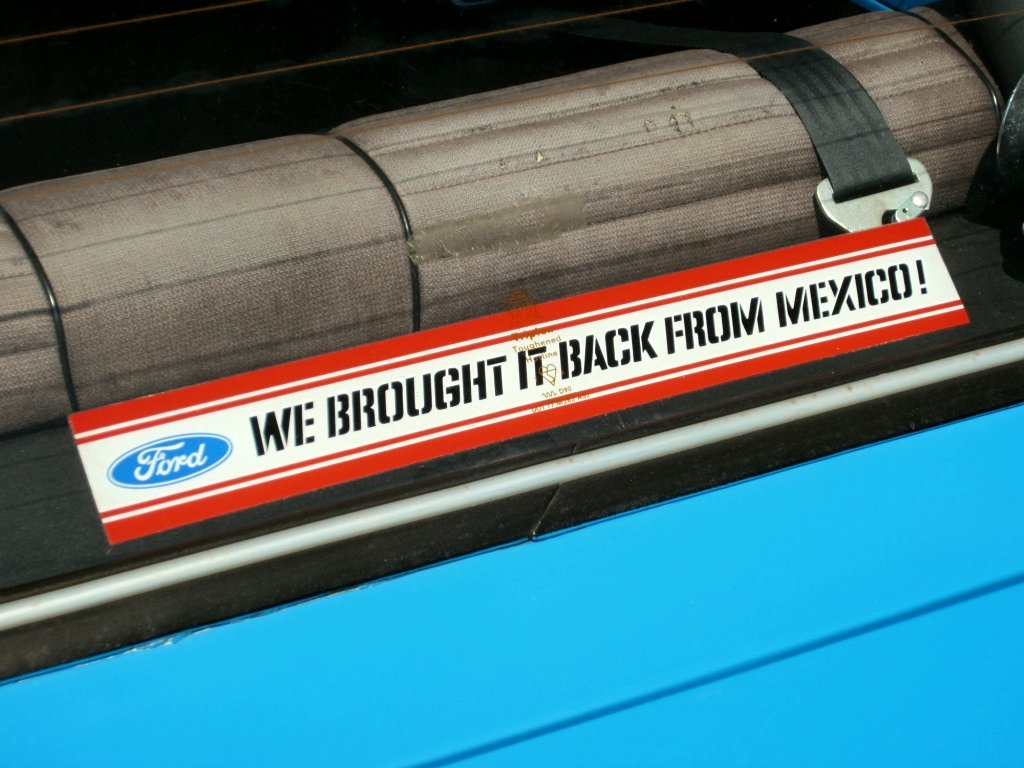 Ford
WE BROUGHT IT BACK FROM MEXICO!
Toughened